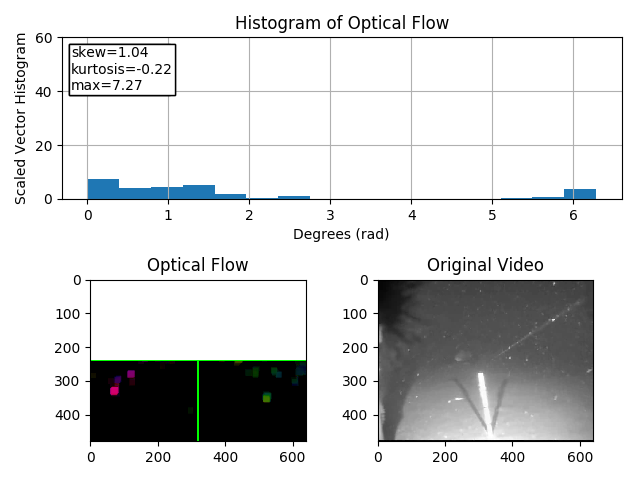 Histogram of Optical Flow
60
40
20
0
Scaled Vector Histogram
skew=1.04
kurtosis=-0.22
max=7.27
0 1 2 3 4 5 6
Degrees (rad)
Optical Flow
0
100
200
300
400
0 200 400 600
Original Video
0
100
200
300
400
0 200 400 600